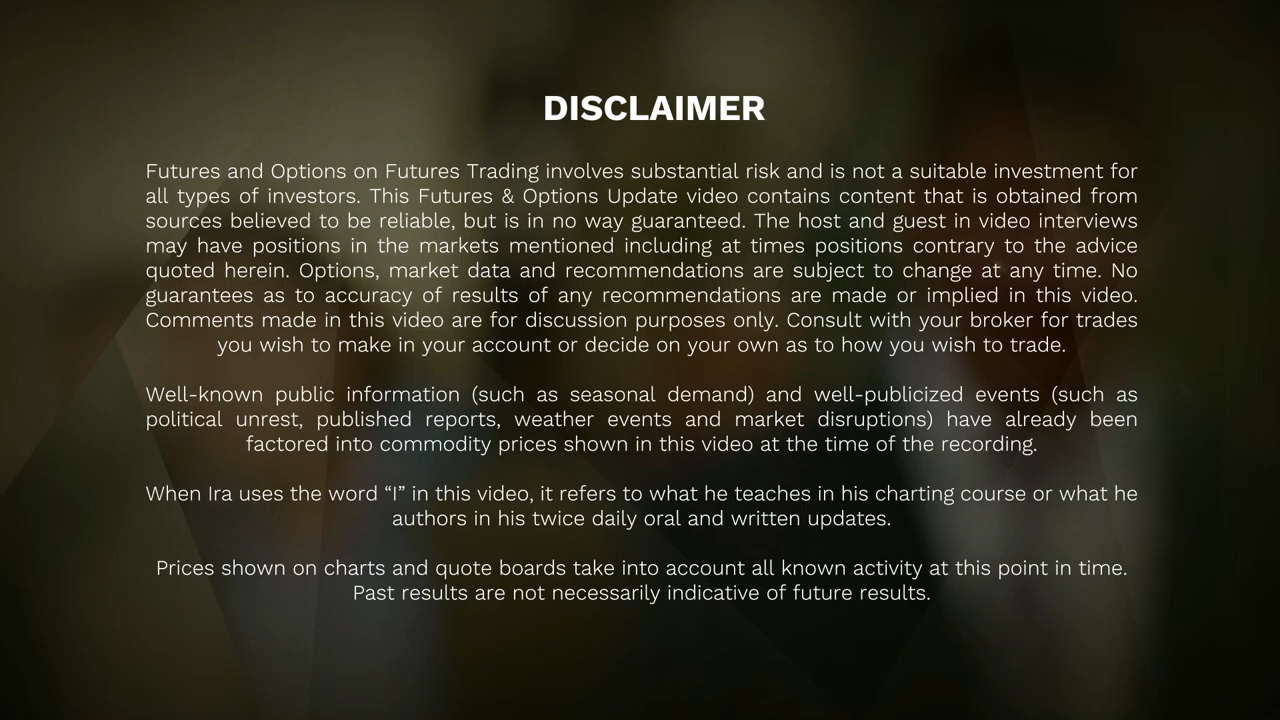 DISCLAIMER
Futures and Options on Futures Trading involves substantial risk and is not a suitable investment for
all types of investors. This Futures & Options Update video contains content that is obtained from
sources believed to be reliable, but is in no way guaranteed. The host and guest in video interviews
may have positions in the markets mentioned including at times positions contrary to the advice
quoted herein. Options, market data and recommendations are subject to change at any time. No
guarantees as to accuracy of results of any recommendations are made or implied in this video.
Comments made in this video are for discussion purposes only. Consult with your broker for trades
you wish to make in your account or decide on your own as to how you wish to trade.
Well-known public information (such as seasonal demand) and well-publicized events (such as
political unrest, published reports, weather events and market disruptions) have already been
factored into commodity prices shown in this video at the time of the recording.
When Ira uses the word “I” in this video, it refers to what he teaches in his charting course or what he
authors in his twice daily oral and written updates.
Prices shown on charts and quote boards take into account all known activity at this point in time.
Past results are not necessarily indicative of future results.